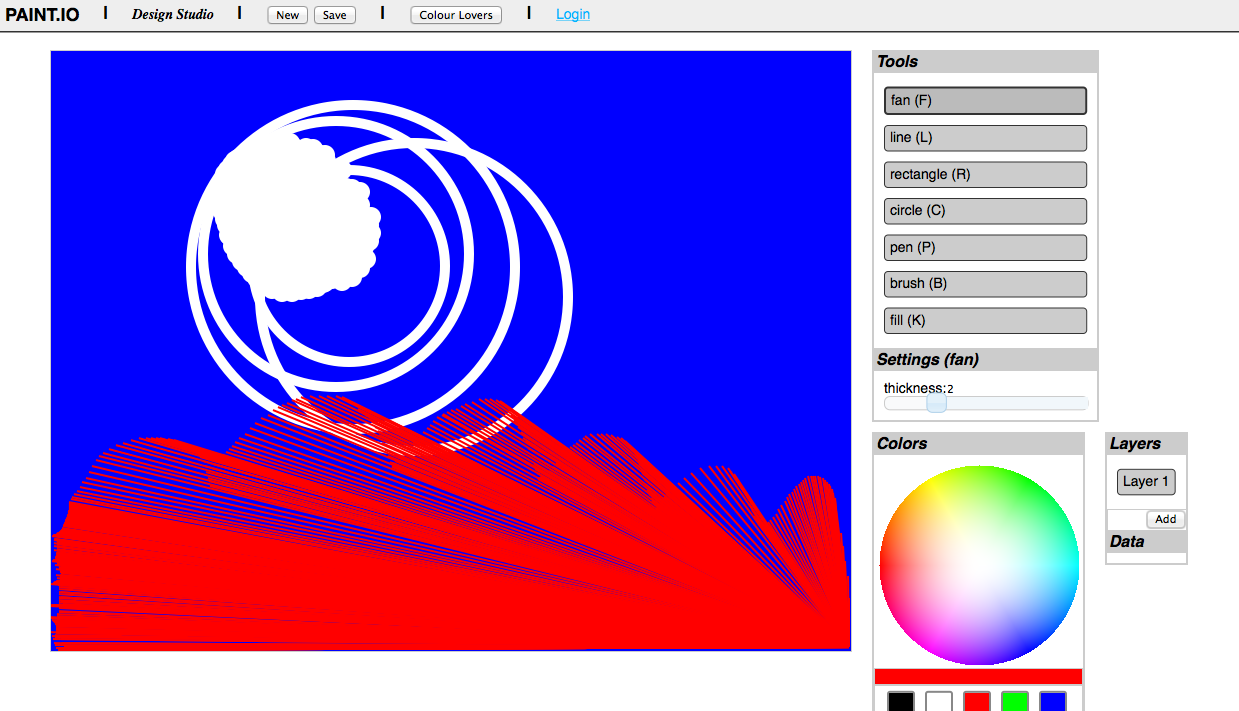 PAINT.IO | Design Studio | New Save | Colour Lovers | Login
Tools
fan (F)
line (L)
rectangle (R)
circle (C)
pen (P)
brush (B)
fill (K)
Settings (fan)
thickness:2
Colors
Layers
Layer 1
Add
Data